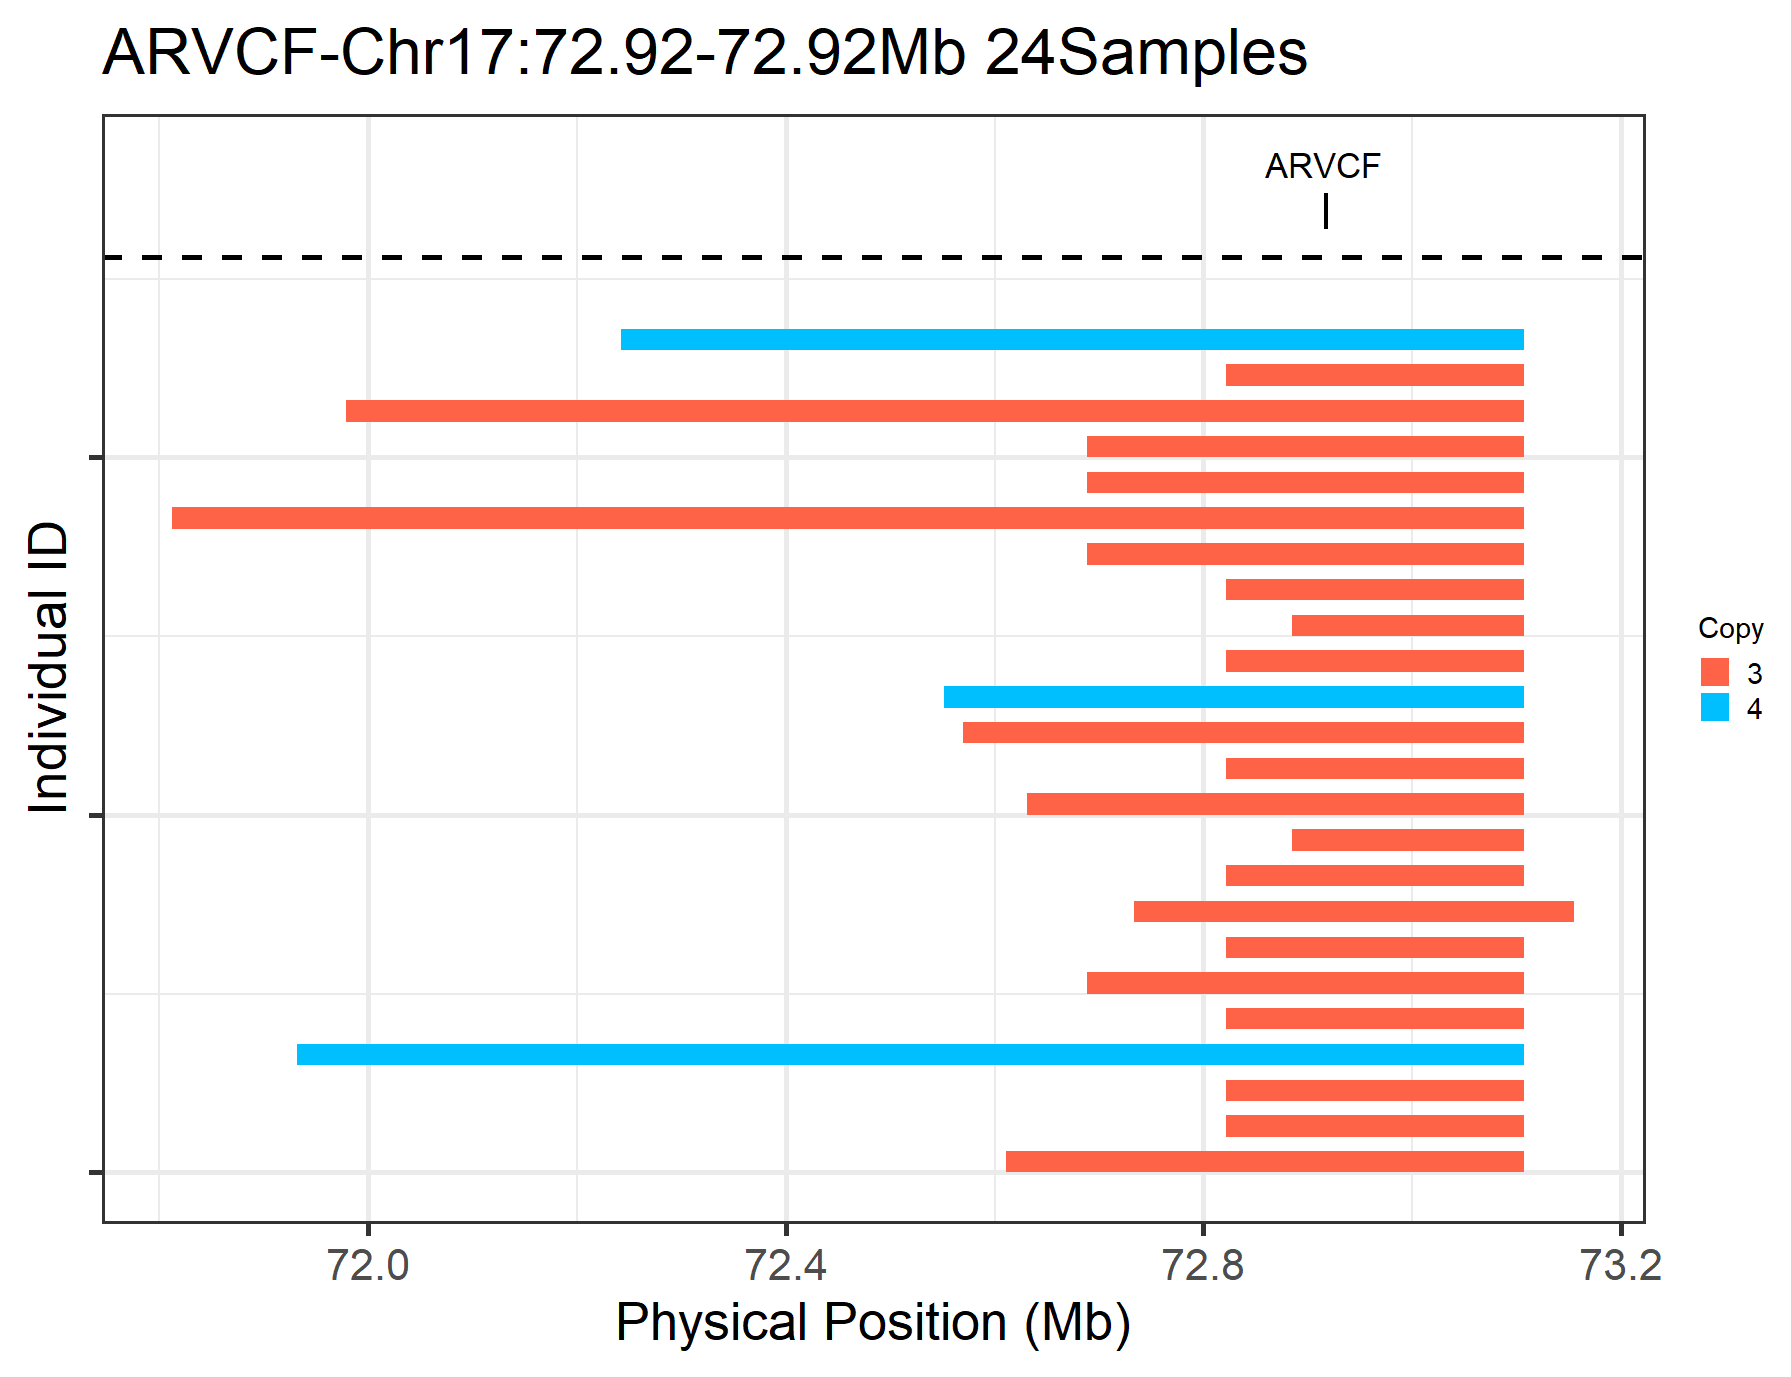 ARVCF-Chr17:72.92-72.92Mb 24Samples
ARVCF
Individual ID
Copy
3
4
72.0 72.4 72.8 73.2
Physical Position (Mb)